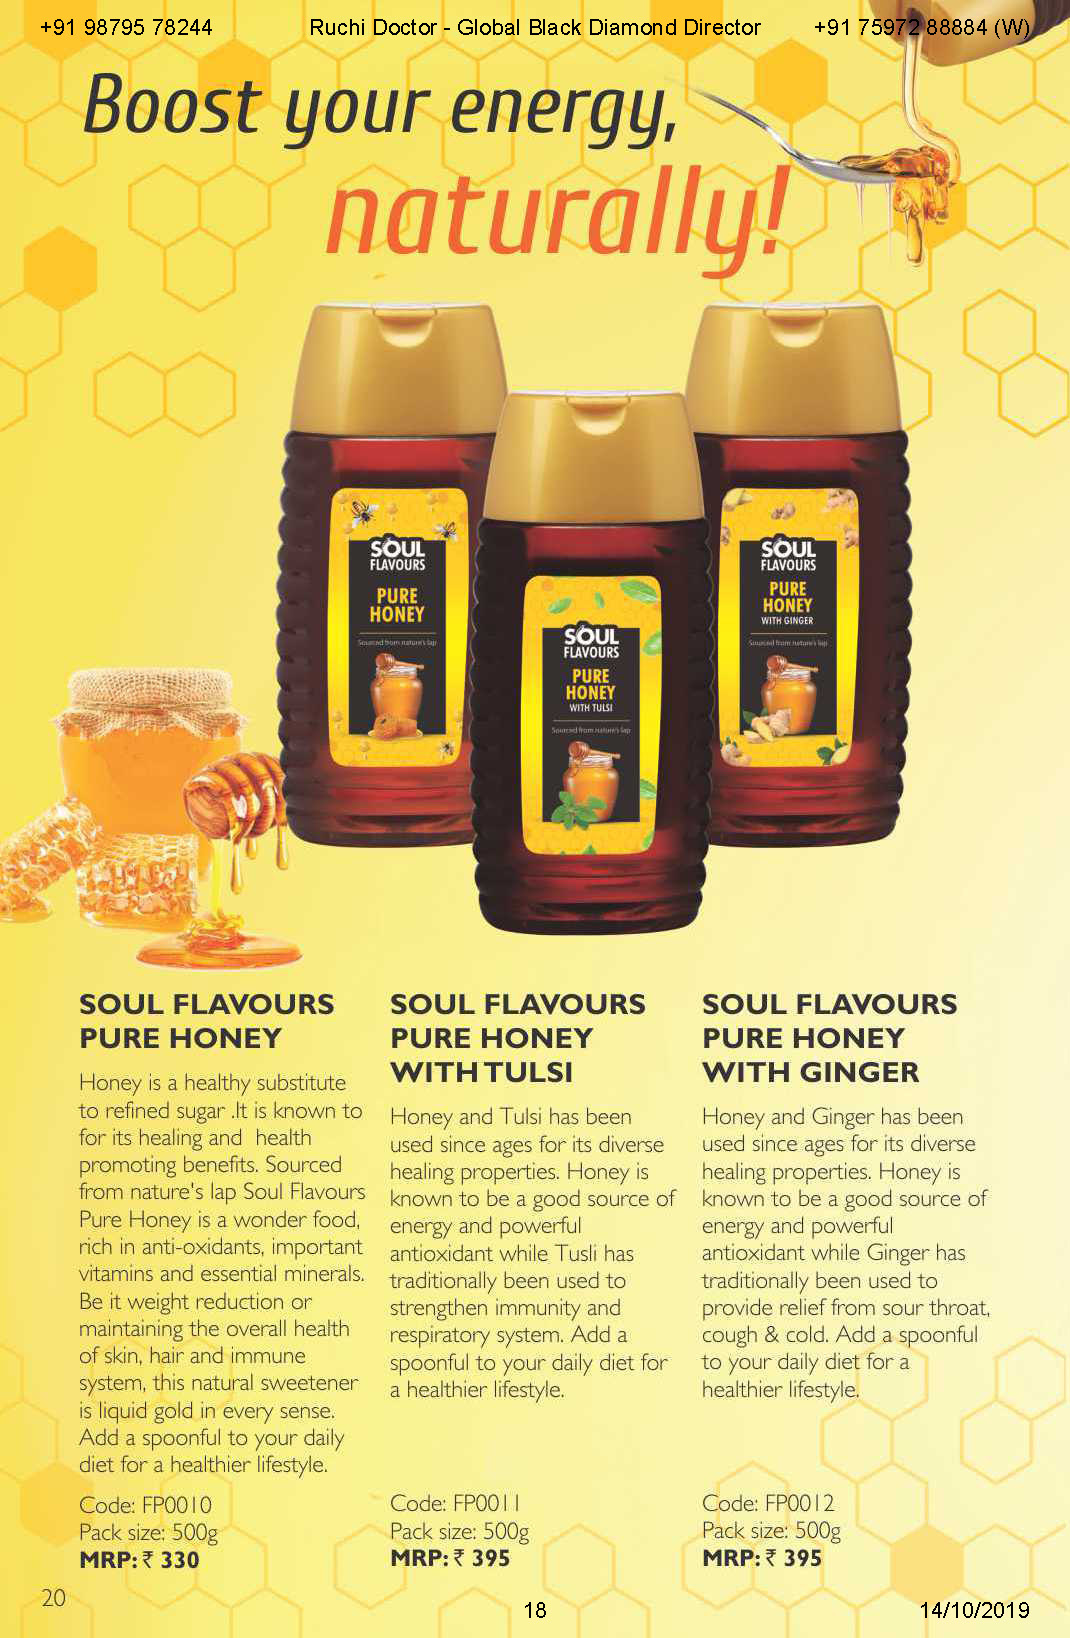 +91 98795 78244 Ruchi Doctor - Global Black Diamond Director +91 75972 88884 (W)
Boost your energy,
naturally!
SOUL
FLAVOURS
PURE
HONEY
Sourced from nature's lap
SOUL
FLAVOURS
PURE
HONEY
WITH TULSI
Sourced from nature's lap
SOUL
FLAVOURS
PURE
HONEY
WITH GINGER
Sourced from nature's lap
SOUL FLAVOURS
PURE HONEY
Honey is a healthy substitute
to refined sugar .It is known to
for its healing and  health
promoting benefits. Sourced
from nature's lap Soul Flavours
Pure Honey is a wonder food,
rich in anti-oxidants, important
vitamins and essential minerals.
Be it weight reduction or
maintaining the overall health
of skin, hair and immune
system, this natural sweetener
is liquid gold in every sense.
Add a spoonful to your daily
diet for a healthier lifestyle.
Code: FP0010
Pack size: 500g
MRP: ₹ 330
SOUL FLAVOURS
PURE HONEY
WITH TULSI
Honey and Tulsi has been
used since ages for its diverse
healing properties. Honey is
known to be a good source of
energy and powerful
antioxidant while Tusli has
traditionally been used to
strengthen immunity and
respiratory system. Add a
spoonful to your daily diet for
a healthier lifestyle.
Code: FP0011
Pack size: 500g
MRP: ₹ 395
SOUL FLAVOURS
PURE HONEY
WITH GINGER
Honey and Ginger has been
used since ages for its diverse
healing properties. Honey is
known to be a good source of
energy and powerful
antioxidant while Ginger has
traditionally been used to
provide relief from sour throat,
cough & cold. Add a spoonful
to your daily diet for a
healthier lifestyle.
Code: FP0012
Pack size: 500g
MRP: ₹ 395
20
18
14/10/2019